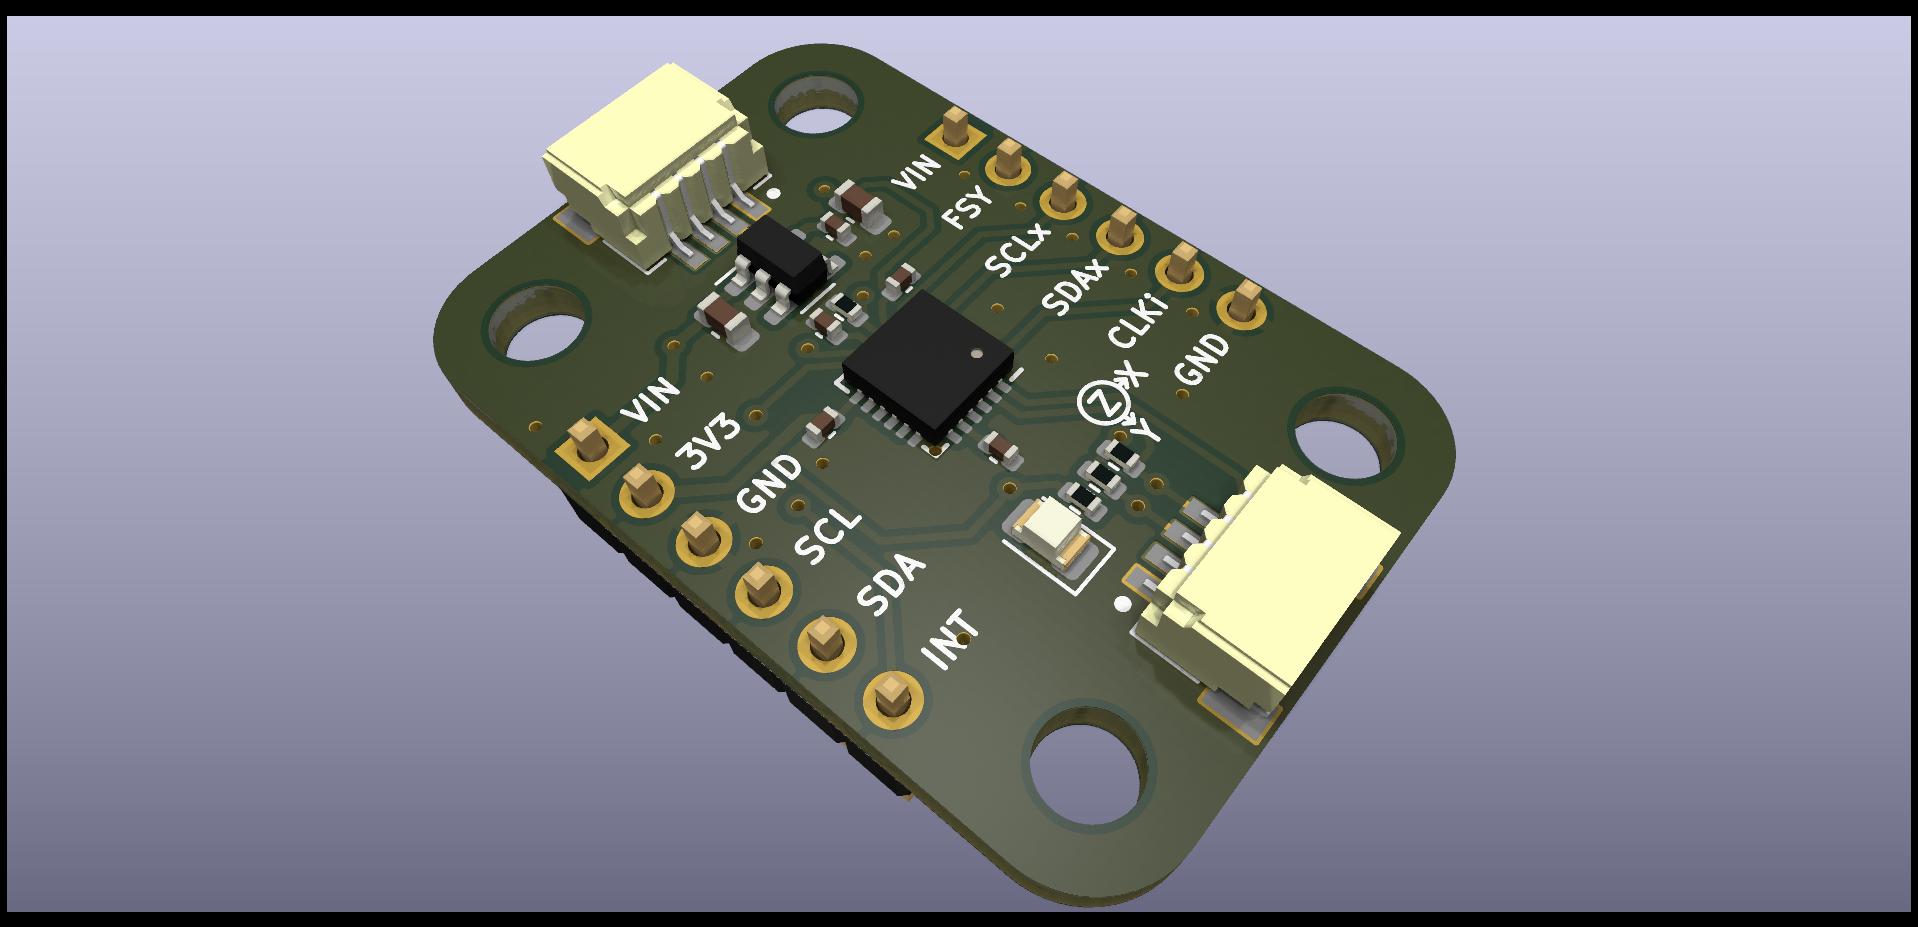 VIN
FSY
SCLx
SDAx
CLKi
GND
X
Z
Y
VIN
3V3
GND
SCL
SDA
INT